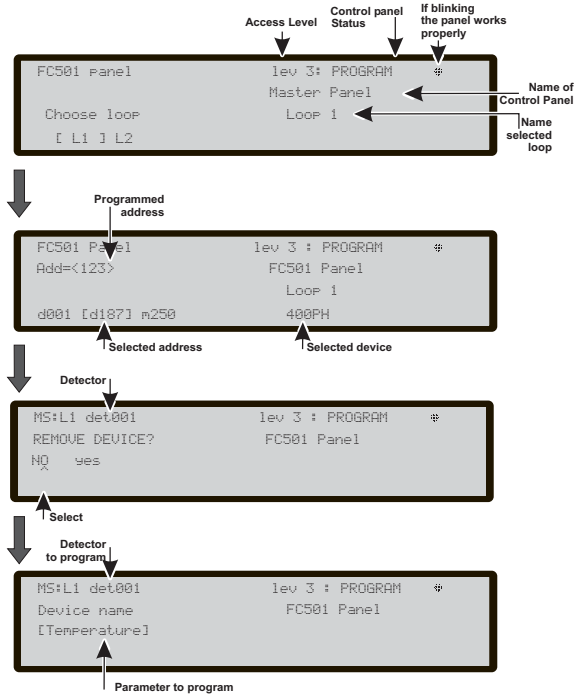 Access Level
Control panel
Status
If blinking
the panel works
properly
FC501 panel lev 3: PROGRAM
Master Panel
Name of
Control Panel
Choose loop Loop 1
Name
selected
loop
[ L1 ] L2
Programmed
address
FC501 Panel lev 3 : PROGRAM
Add=<123> FC501 Panel
Loop 1
d001 [d187] m250 400PH
Selected address Selected device
Detector
MS:L1 det001 lev 3 : PROGRAM
REMOVE DEVICE? FC501 Panel
NO yes
Select
Detector
to program
MS:L1 det001 lev 3 : PROGRAM
Device name FC501 Panel
[Temperature]
Parameter to program